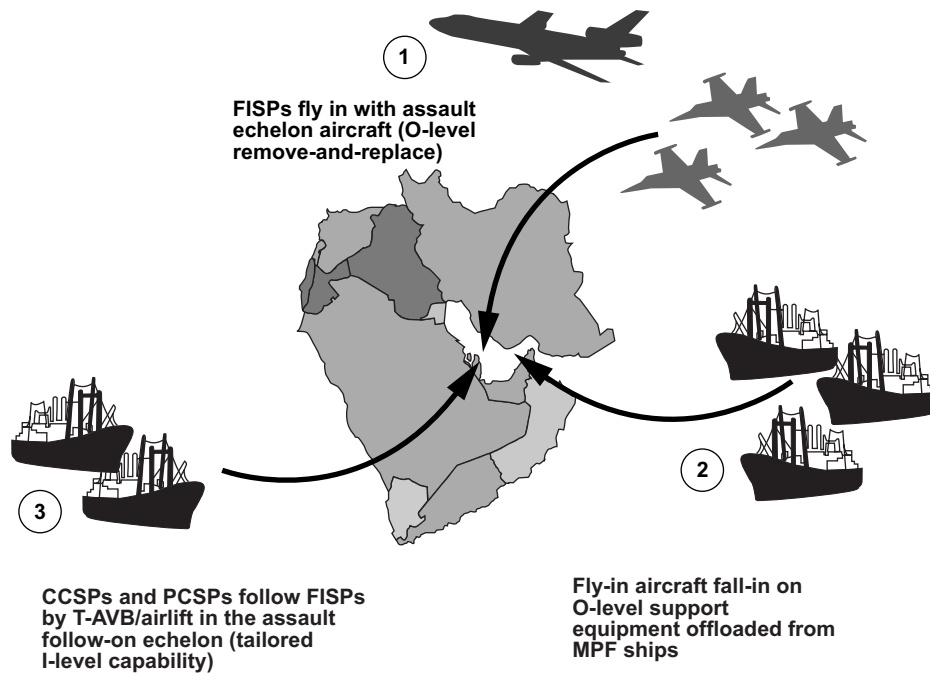 1
FISPs fly in with assault
echelon aircraft (O-level
remove-and-replace)
2
Fly-in aircraft fall-in on
O-level support
equipment offloaded from
MPF ships
3
CCSPs and PCSPs follow FISPs
by T-AVB/airlift in the assault
follow-on echelon (tailored
I-level capability)